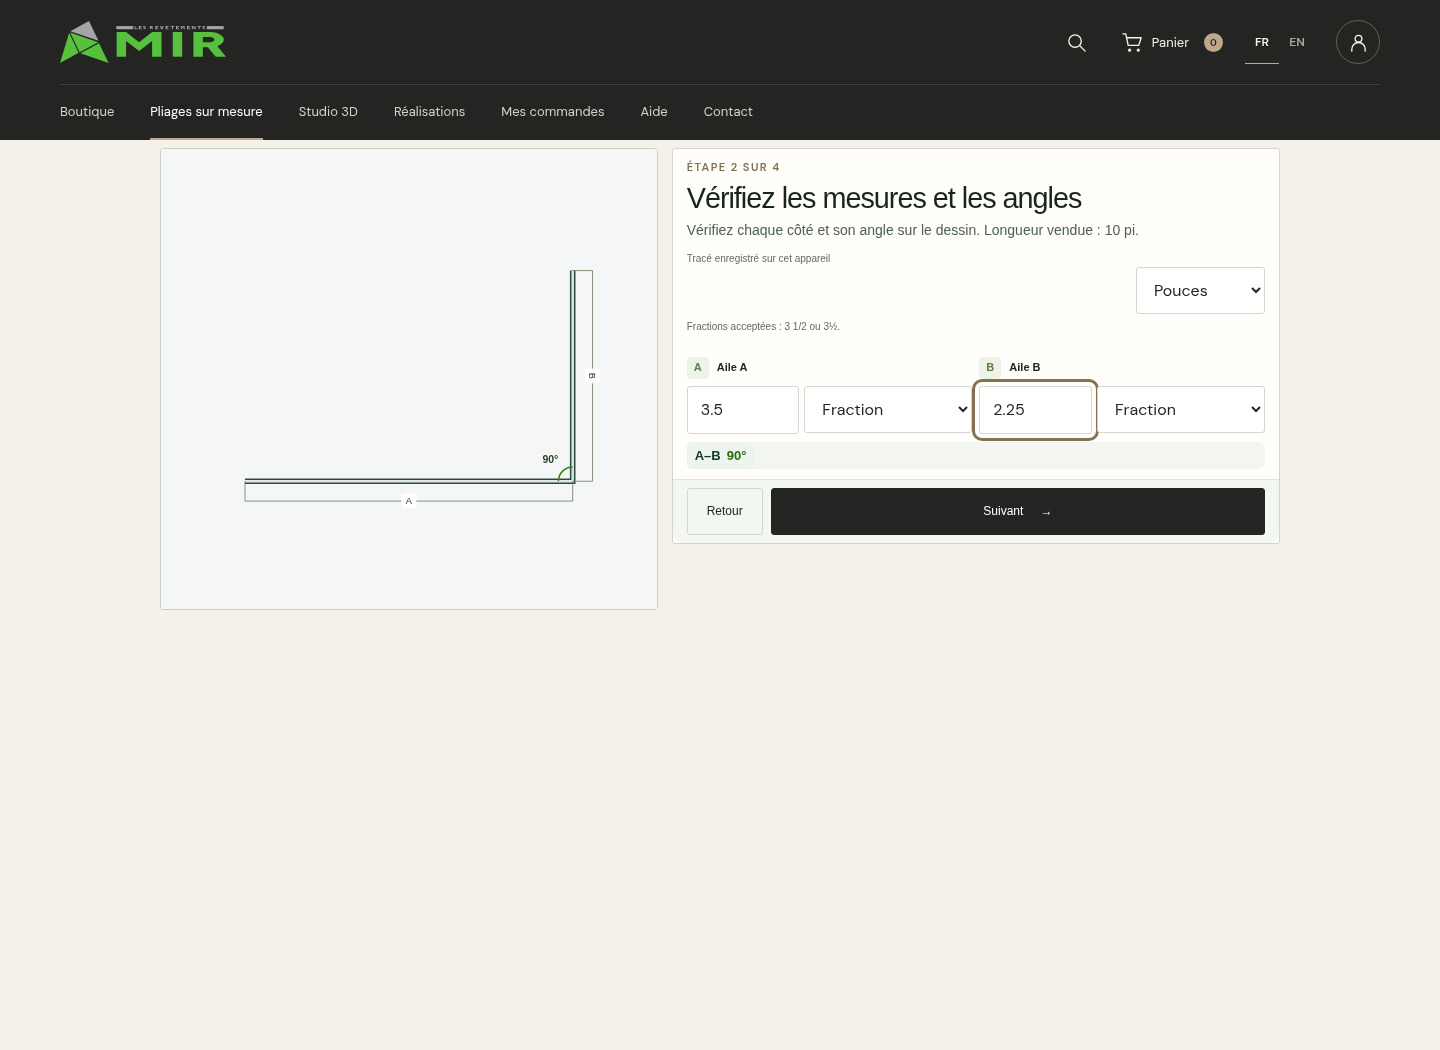 LES REVÊTEMENTS
MIR
Panier 0 FR EN
Boutique Pliages sur mesure Studio 3D Réalisations Mes commandes Aide Contact
90°
B
A
ÉTAPE 2 SUR 4
Vérifiez les mesures et les angles
Vérifiez chaque côté et son angle sur le dessin. Longueur vendue : 10 pi.
Tracé enregistré sur cet appareil
Pouces
Fractions acceptées : 3 1/2 ou 3½.
A Aile A B Aile B
3.5 Fraction 2.25 Fraction
A–B 90°
Retour Suivant →